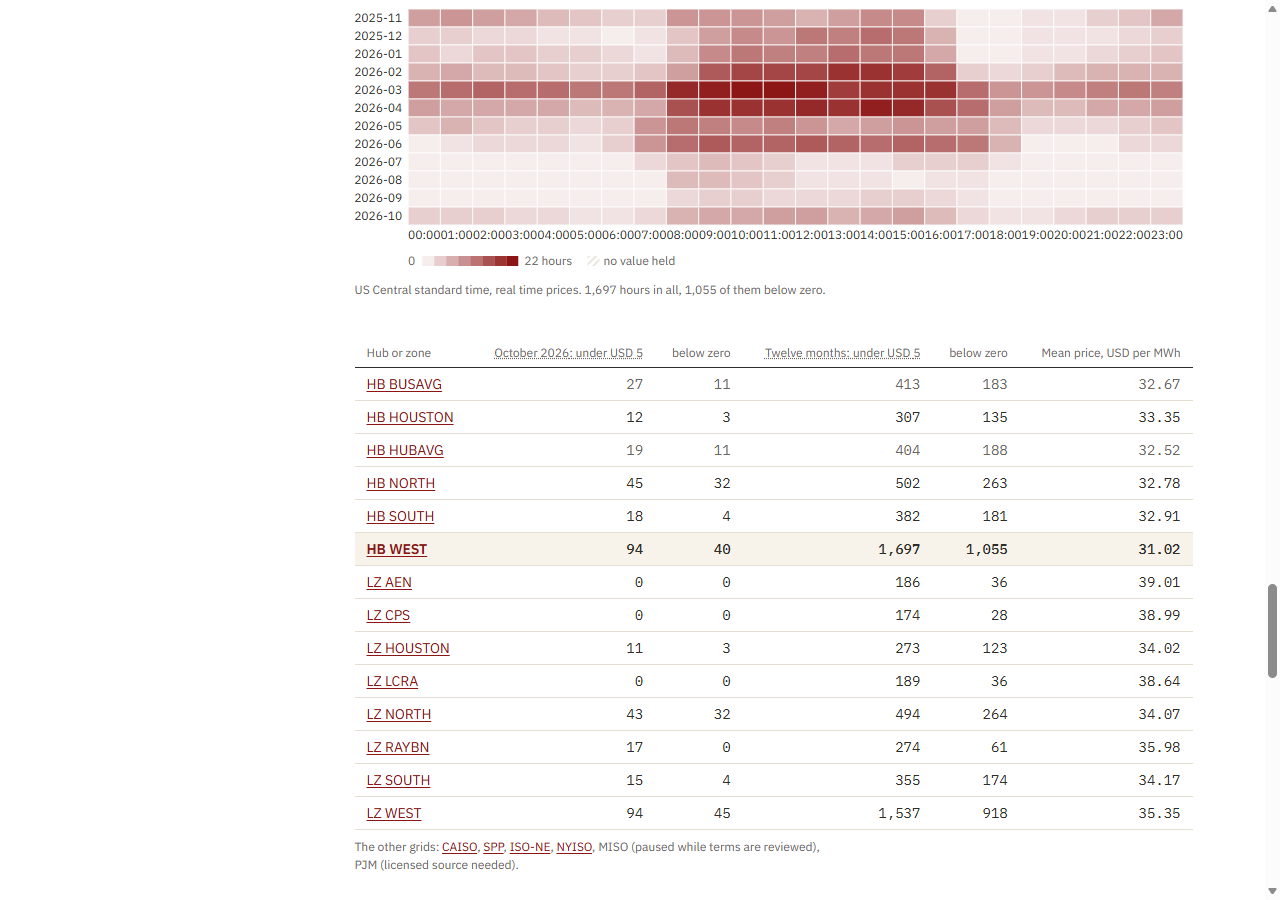 2025-11
2025-12
2026-01
2026-02
2026-03
2026-04
2026-05
2026-06
2026-07
2026-08
2026-09
2026-10
00:0001:0002:0003:0004:0005:0006:0007:0008:0009:0010:0011:0012:0013:0014:0015:0016:0017:0018:0019:0020:0021:0022:0023:00
0 22 hours no value held
US Central standard time, real time prices. 1,697 hours in all, 1,055 of them below zero.
Hub or zone October 2026: under USD 5 below zero Twelve months: under USD 5 below zero Mean price, USD per MWh
HB BUSAVG 27 11 413 183 32.67
HB HOUSTON 12 3 307 135 33.35
HB HUBAVG 19 11 404 188 32.52
HB NORTH 45 32 502 263 32.78
HB SOUTH 18 4 382 181 32.91
HB WEST 94 40 1,697 1,055 31.02
LZ AEN 0 0 186 36 39.01
LZ CPS 0 0 174 28 38.99
LZ HOUSTON 11 3 273 123 34.02
LZ LCRA 0 0 189 36 38.64
LZ NORTH 43 32 494 264 34.07
LZ RAYBN 17 0 274 61 35.98
LZ SOUTH 15 4 355 174 34.17
LZ WEST 94 45 1,537 918 35.35
The other grids: CAISO, SPP, ISO-NE, NYISO, MISO (paused while terms are reviewed),
PJM (licensed source needed).